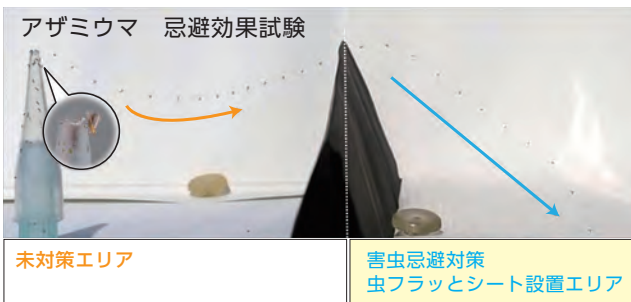 アザミウマ　忌避効果試験
未対策エリア
害虫忌避対策
虫フラッとシート設置エリア